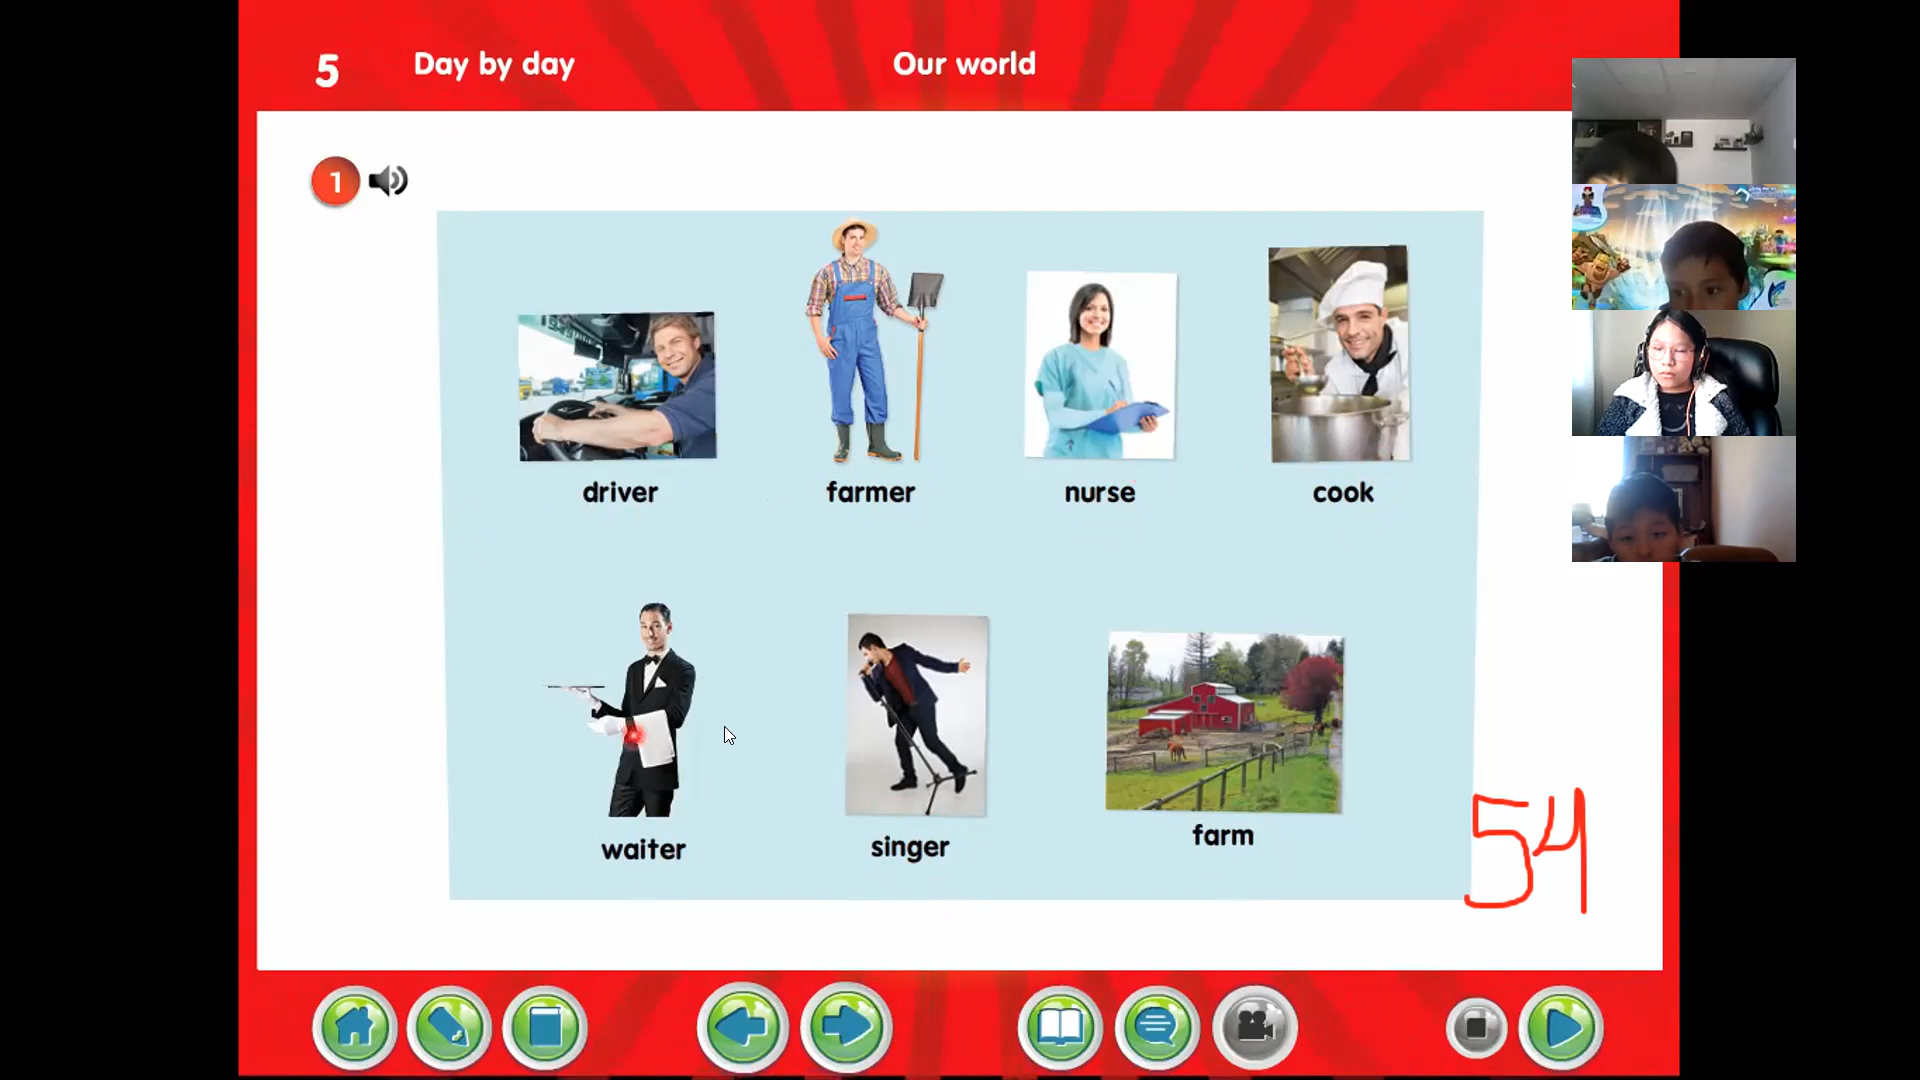 5 Day by day Our world
1
driver farmer nurse cook
waiter singer farm
54